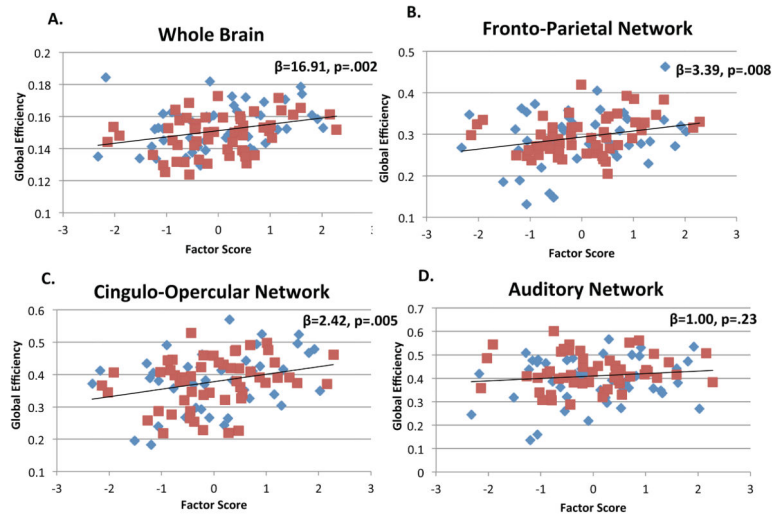 A.
Whole Brain
β=16.91, p=.002
Global Efficiency
0.2
0.18
0.16
0.14
0.12
0.1
-3 -2 -1 0 1 2
Factor Score
B.
Fronto-Parietal Network
β=3.39, p=.008
Global Efficiency
0.5
0.4
0.3
0.2
0.1
-3 -2 -1 0 1 2 3
Factor Score
C.
Cingulo-Opercular Network
β=2.42, p=.005
Global Efficiency
0.6
0.5
0.4
0.3
0.2
0.1
-3 -2 -1 0 1 2 3
Factor Score
D.
Auditory Network
β=1.00, p=.23
Global Efficiency
0.7
0.6
0.5
0.4
0.3
0.2
0.1
0
-3 -2 -1 0 1 2 3
Factor Score